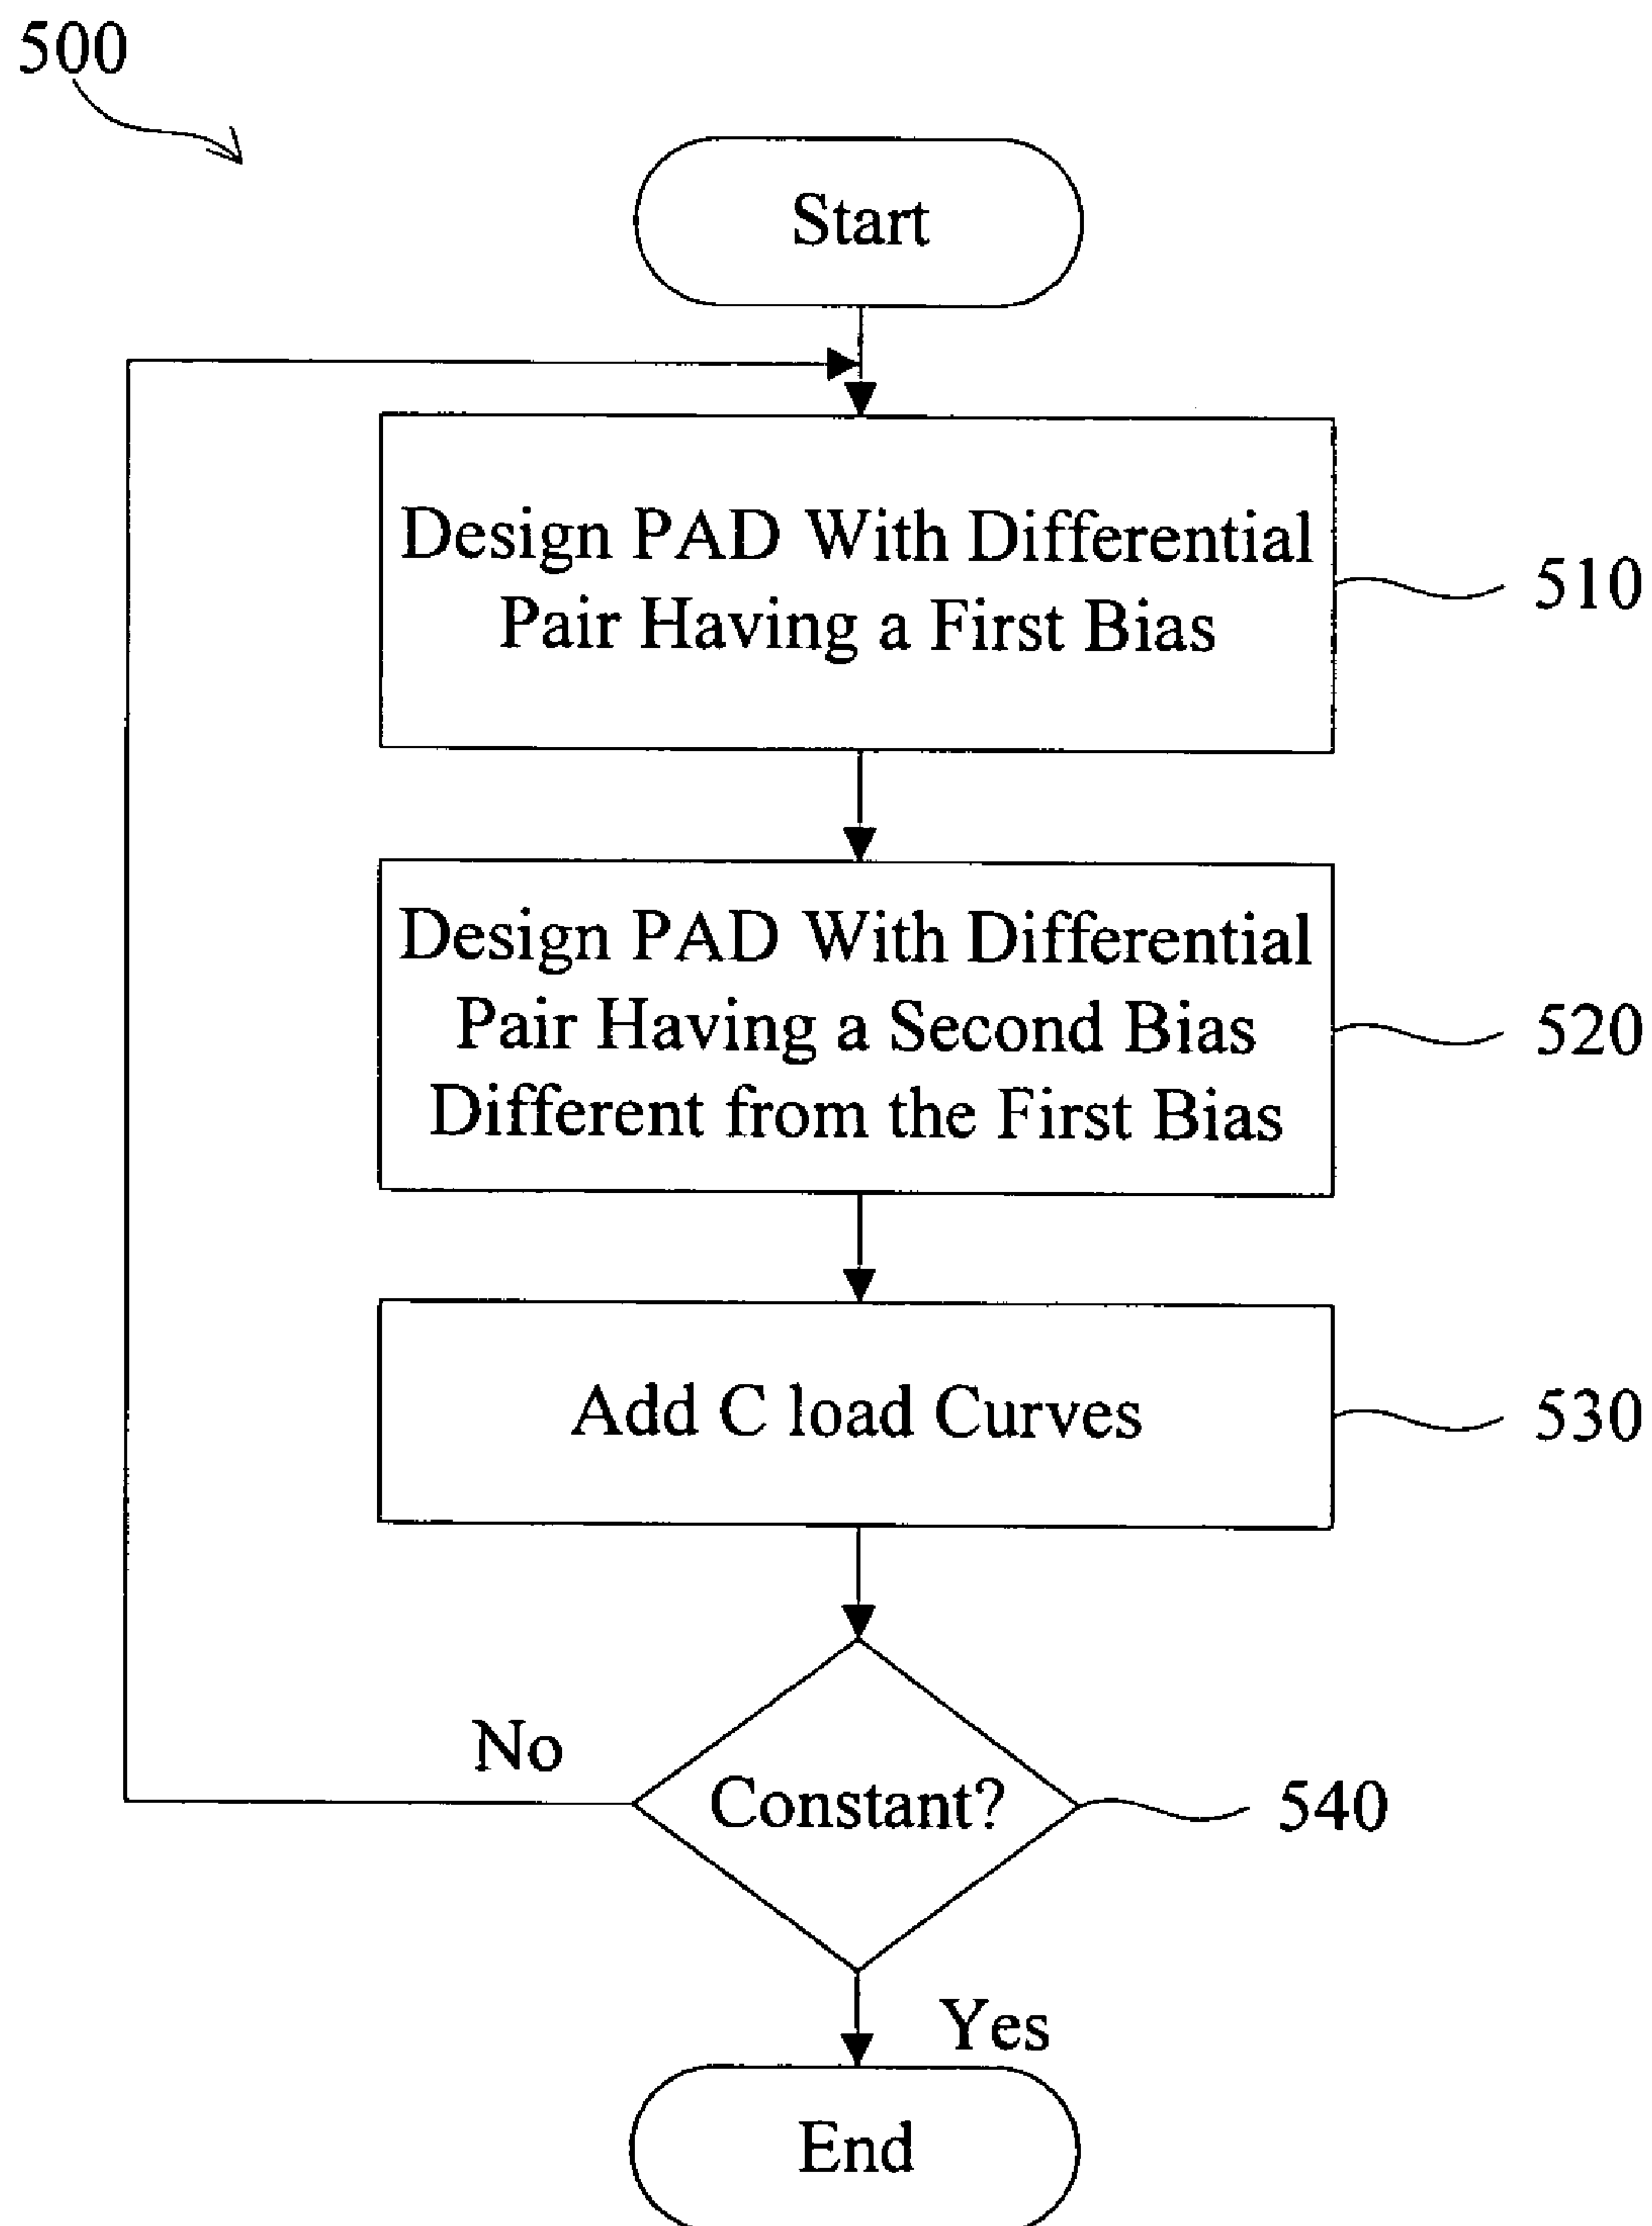 500
Start
Design PAD With Differential
Pair Having a First Bias
510
Design PAD With Differential
Pair Having a Second Bias
Different from the First Bias
520
Add C load Curves
530
No
Constant?
540
Yes
End